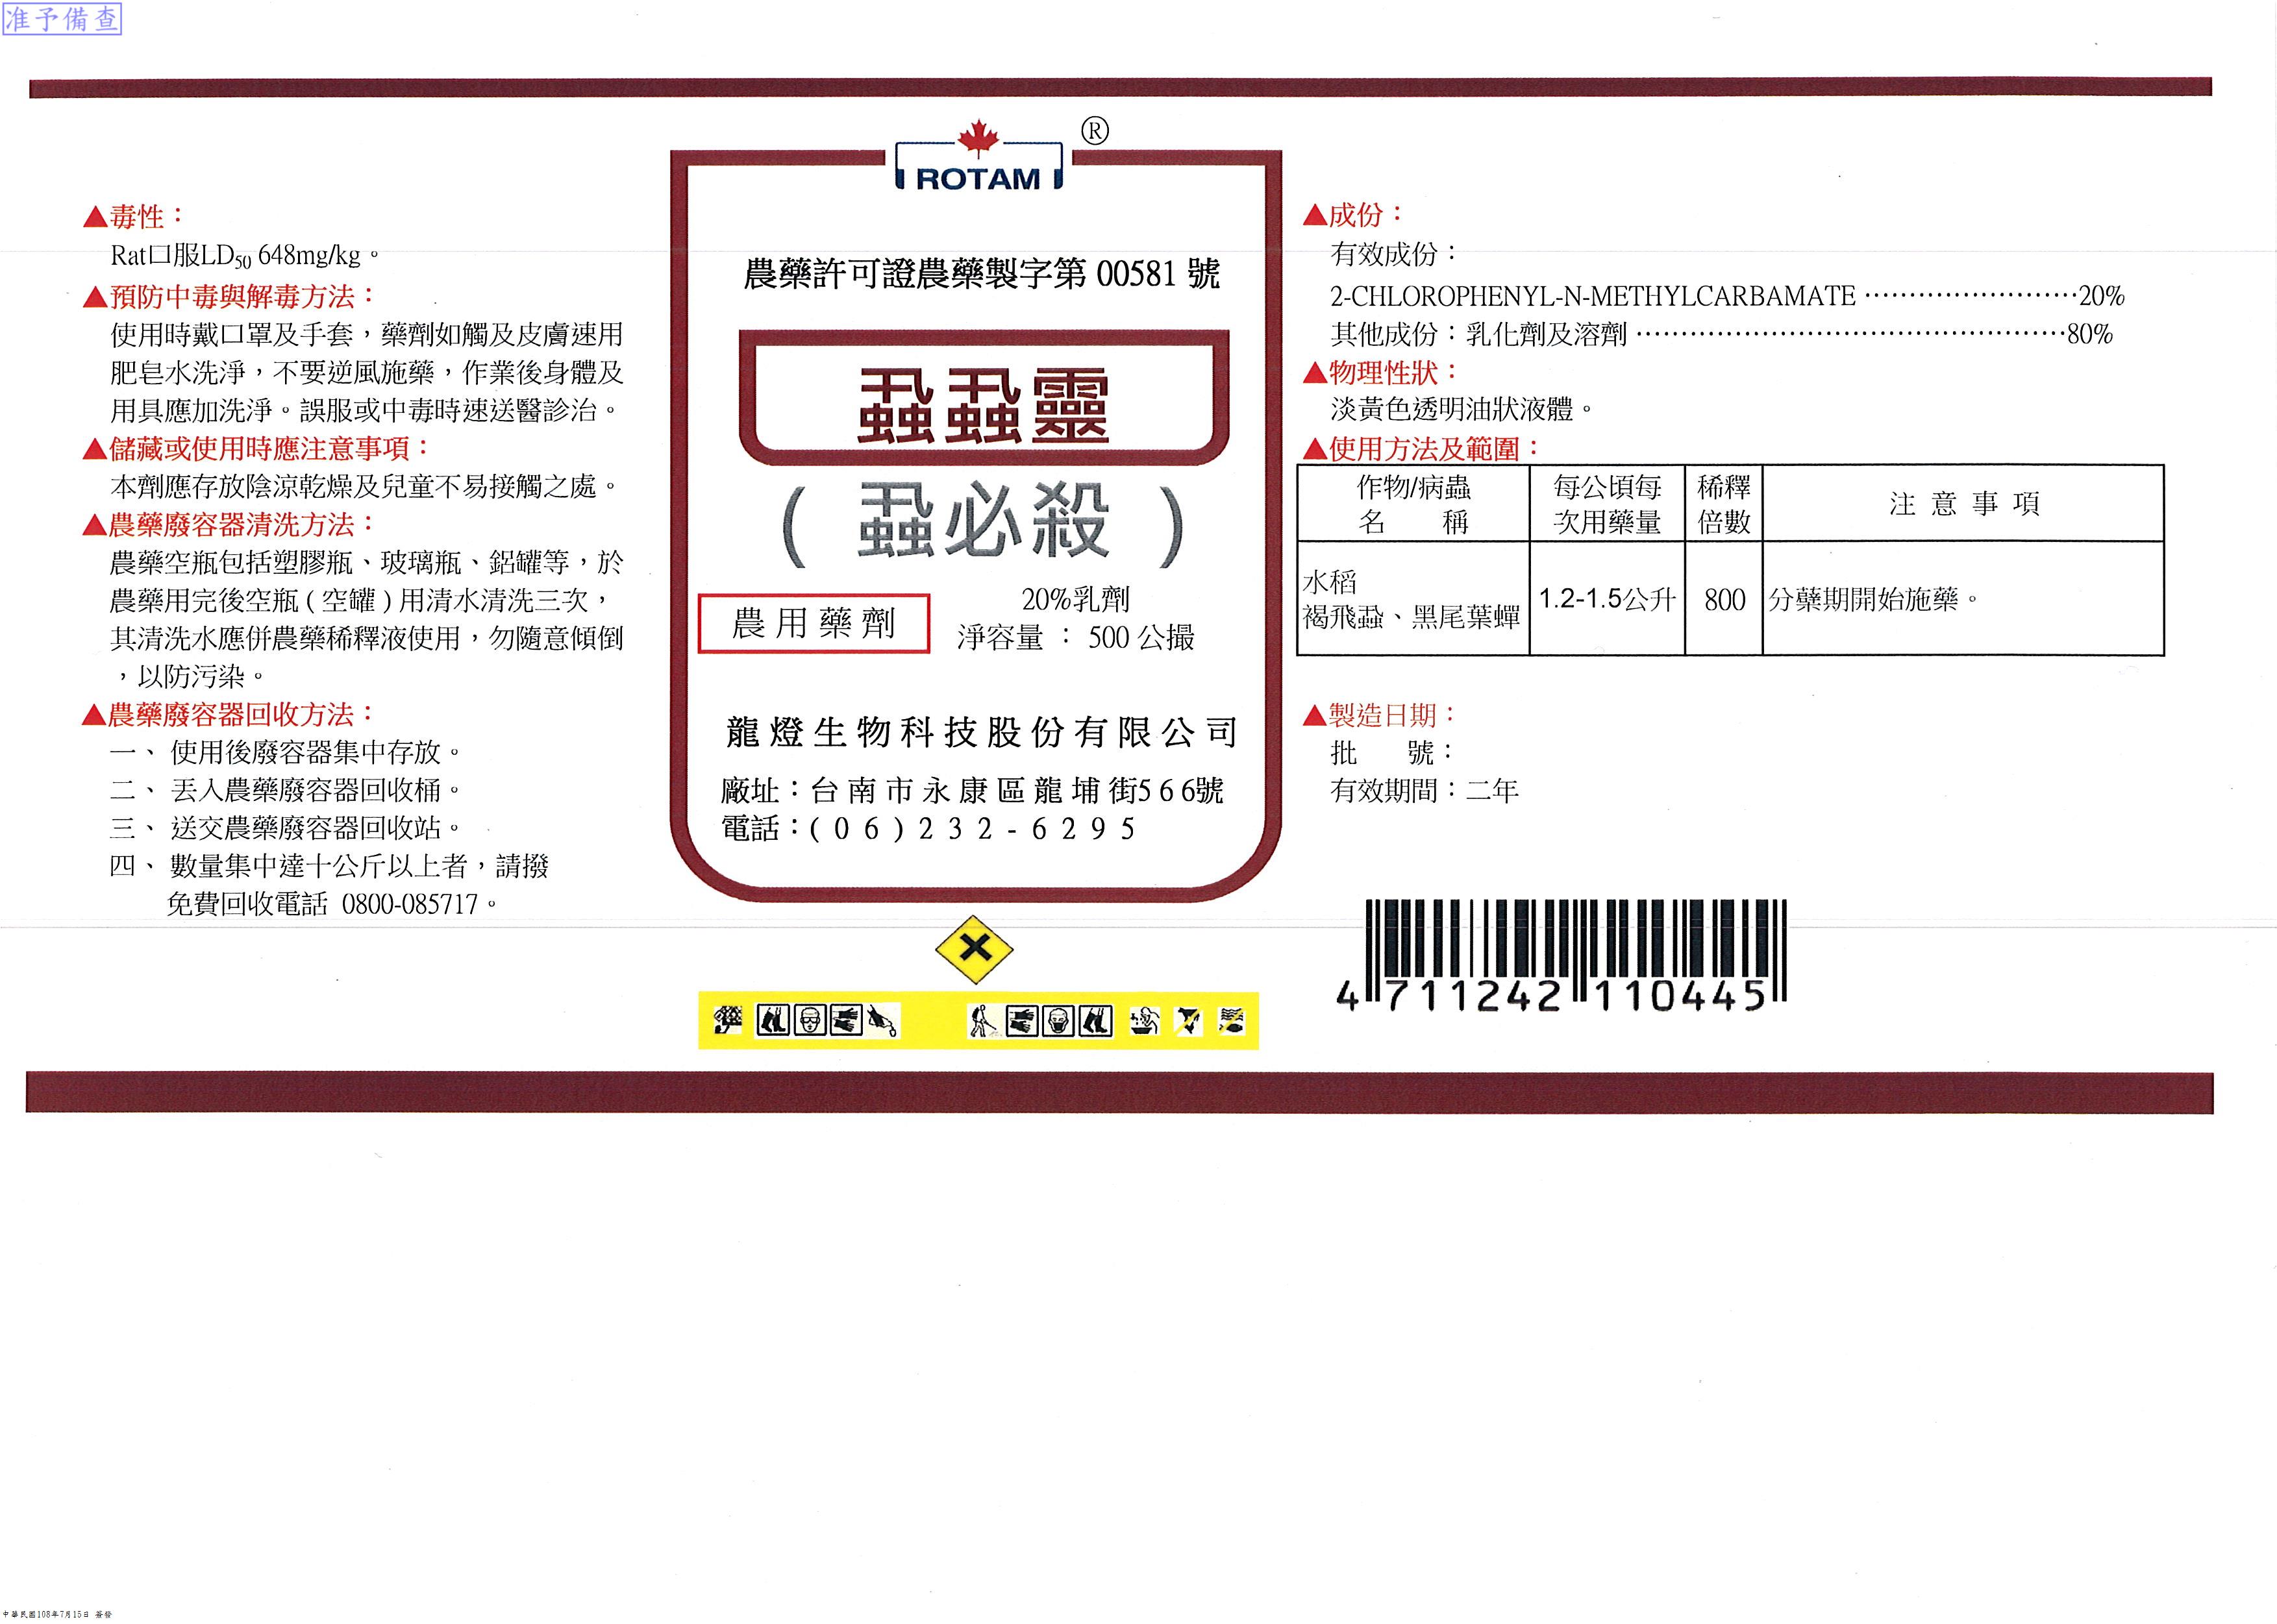 准予備查
ROTAM ®
▲毒性：
Rat口服LD50 648mg/kg。
▲預防中毒與解毒方法：
使用時戴口罩及手套，藥劑如觸及皮膚速用
肥皂水洗淨，不要逆風施藥，作業後身體及
用具應加洗淨。誤服或中毒時速送醫診治。
▲儲藏或使用時應注意事項：
本劑應存放陰涼乾燥及兒童不易接觸之處。
▲農藥廢容器清洗方法：
農藥空瓶包括塑膠瓶、玻璃瓶、鋁罐等，於
農藥用完後空瓶(空罐)用清水清洗三次，
其清洗水應併農藥稀釋液使用，勿隨意傾倒
，以防污染。
▲農藥廢容器回收方法：
一、 使用後廢容器集中存放。
二、 丟入農藥廢容器回收桶。
三、 送交農藥廢容器回收站。
四、 數量集中達十公斤以上者，請撥
免費回收電話 0800-085717。
農藥許可證農藥製字第 00581 號
蝨蝨靈
( 蝨必殺 )
農用藥劑
20%乳劑
淨容量 ： 500 公撮
龍燈生物科技股份有限公司
廠址：台南市永康區龍埔街566號
電話：(06)232-6295
▲成份：
有效成份：
2-CHLOROPHENYL-N-METHYLCARBAMATE ························20%
其他成份：乳化劑及溶劑 ················································80%
▲物理性狀：
淡黃色透明油狀液體。
▲使用方法及範圍：
作物/病蟲 每公頃每 稀釋 注意事項
名 稱 次用藥量 倍數
水稻
褐飛蝨、黑尾葉蟬 1.2-1.5公升 800 分蘗期開始施藥。
▲製造日期：
批 號：
有效期間：二年
4 711242 110445
中華民國108年7月15日 簽發